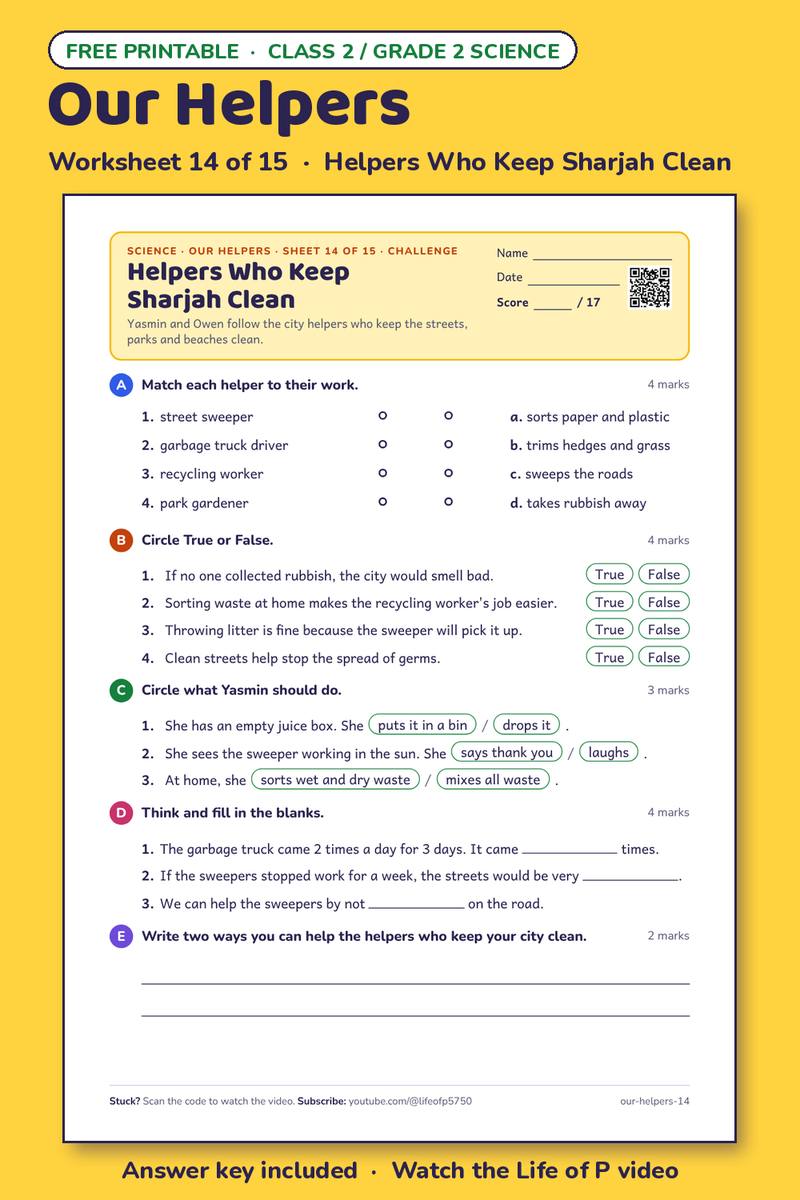 FREE PRINTABLE · CLASS 2 / GRADE 2 SCIENCE
Our Helpers
Worksheet 14 of 15 · Helpers Who Keep Sharjah Clean
SCIENCE · OUR HELPERS · SHEET 14 OF 15 · CHALLENGE
Helpers Who Keep
Sharjah Clean
Yasmin and Owen follow the city helpers who keep the streets,
parks and beaches clean.
Name
Date
Score / 17
A Match each helper to their work. 4 marks
1. street sweeper a. sorts paper and plastic
2. garbage truck driver b. trims hedges and grass
3. recycling worker c. sweeps the roads
4. park gardener d. takes rubbish away
B Circle True or False. 4 marks
1. If no one collected rubbish, the city would smell bad. True False
2. Sorting waste at home makes the recycling worker's job easier. True False
3. Throwing litter is fine because the sweeper will pick it up. True False
4. Clean streets help stop the spread of germs. True False
C Circle what Yasmin should do. 3 marks
1. She has an empty juice box. She puts it in a bin / drops it .
2. She sees the sweeper working in the sun. She says thank you / laughs .
3. At home, she sorts wet and dry waste / mixes all waste .
D Think and fill in the blanks. 4 marks
1. The garbage truck came 2 times a day for 3 days. It came ____ times.
2. If the sweepers stopped work for a week, the streets would be very ____.
3. We can help the sweepers by not ____ on the road.
E Write two ways you can help the helpers who keep your city clean. 2 marks
Stuck? Scan the code to watch the video. Subscribe: youtube.com/@lifeofp5750 our-helpers-14
Answer key included · Watch the Life of P video